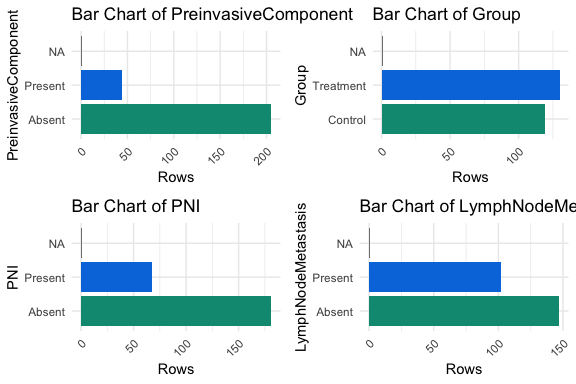 Bar Chart of PreinvasiveComponent
PreinvasiveComponent
NA
Present
Absent
0
50
100
150
200
Rows
Bar Chart of Group
Group
NA
Treatment
Control
0
50
100
Rows
Bar Chart of PNI
PNI
NA
Present
Absent
0
50
100
150
Rows
Bar Chart of LymphNodeMe
LymphNodeMetastasis
NA
Present
Absent
0
50
100
150
Rows